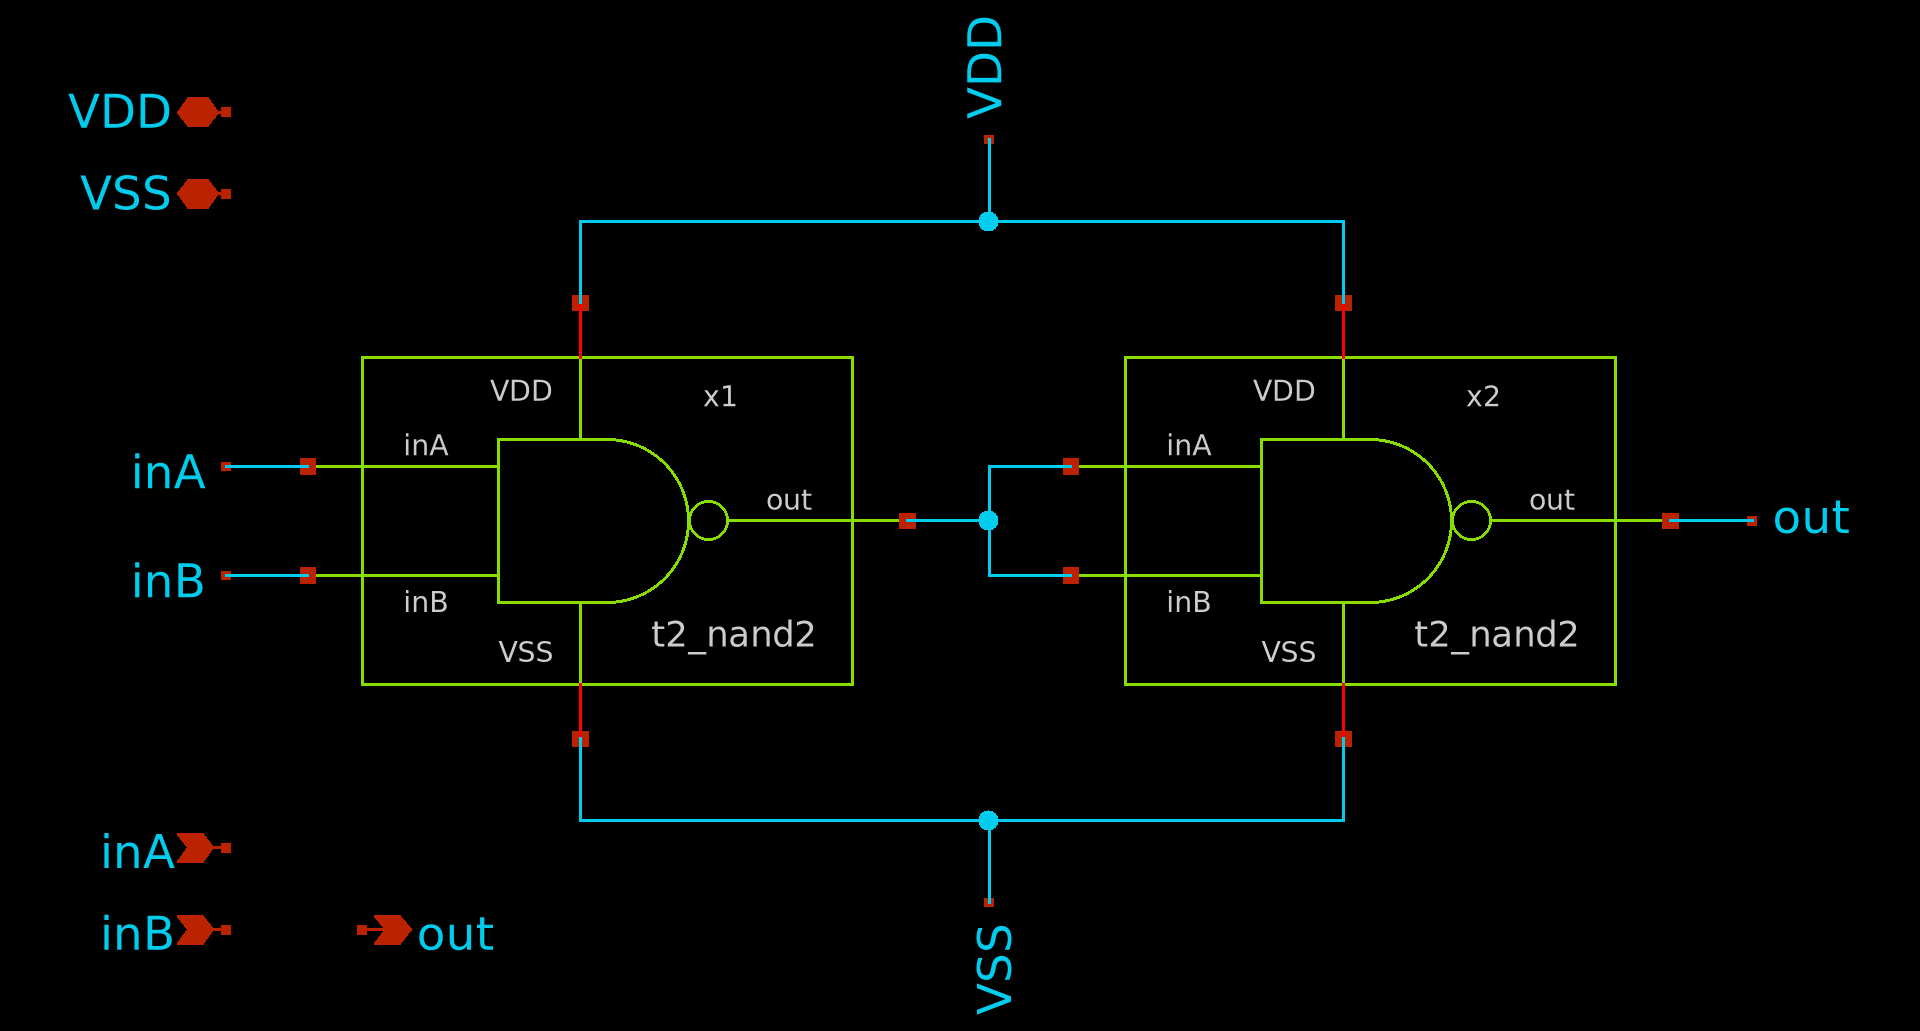 VDD
VDD
VSS
VDD
x1
VDD
x2
inA
inA
inA
out
out
out
inB
inB
inB
VSS
t2_nand2
VSS
t2_nand2
inA
inB
out
VSS